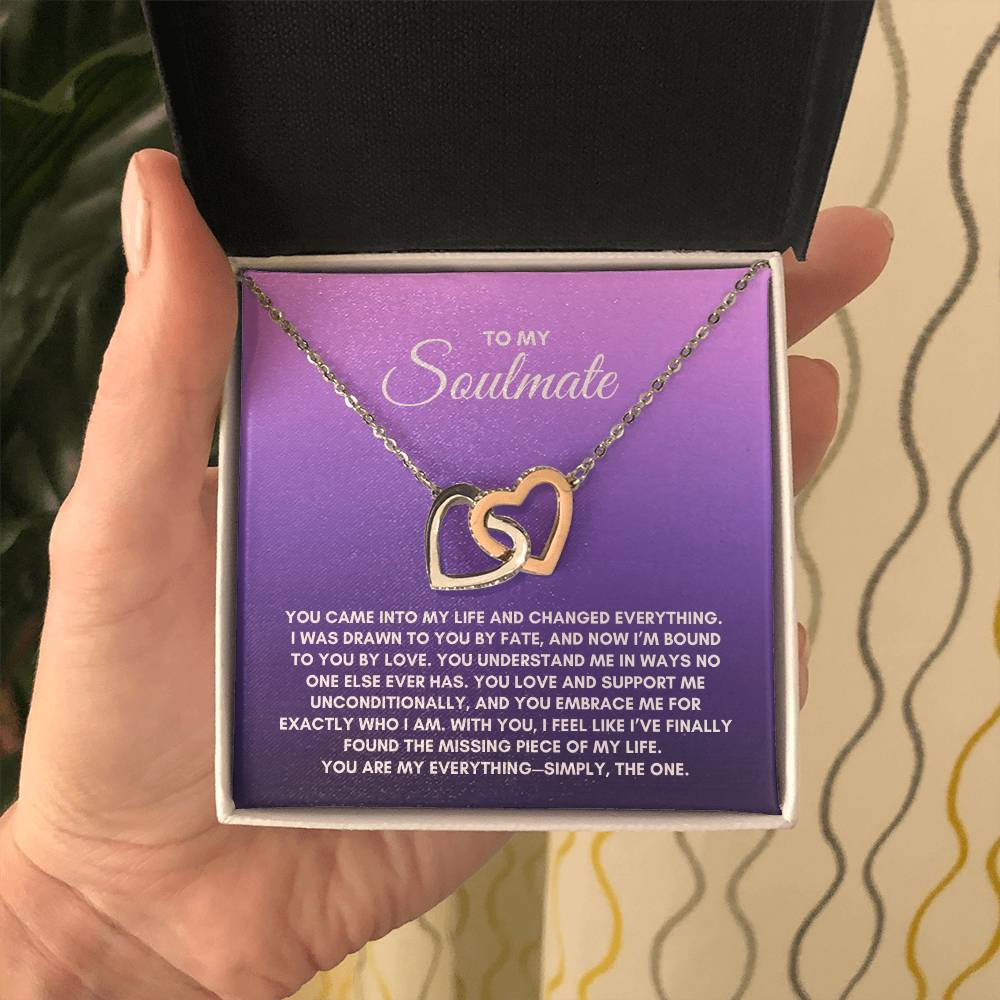 TO MY
Soulmate
YOU CAME INTO MY LIFE AND CHANGED EVERYTHING.
I WAS DRAWN TO YOU BY FATE, AND NOW I'M BOUND
TO YOU BY LOVE. YOU UNDERSTAND ME IN WAYS NO
ONE ELSE EVER HAS. YOU LOVE AND SUPPORT ME
UNCONDITIONALLY, AND YOU EMBRACE ME FOR
EXACTLY WHO I AM. WITH YOU, I FEEL LIKE I'VE FINALLY
FOUND THE MISSING PIECE OF MY LIFE.
YOU ARE MY EVERYTHING—SIMPLY, THE ONE.